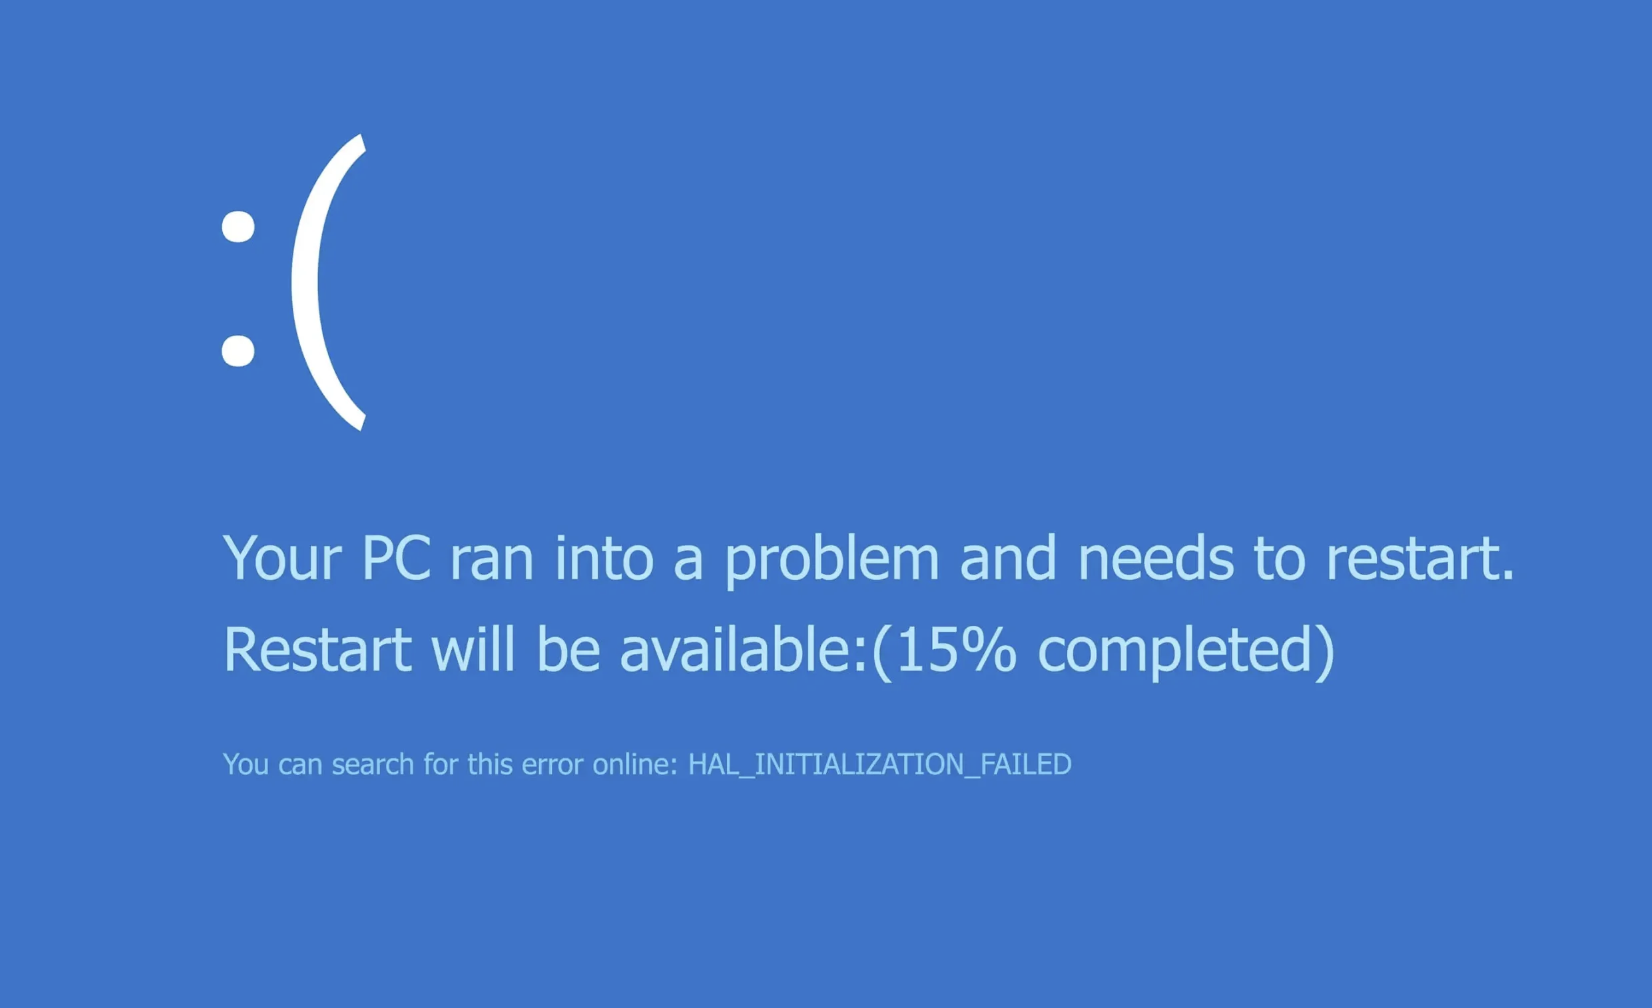 :(
Your PC ran into a problem and needs to restart.
Restart will be available:(15% completed)
You can search for this error online: HAL_INITIALIZATION_FAILED